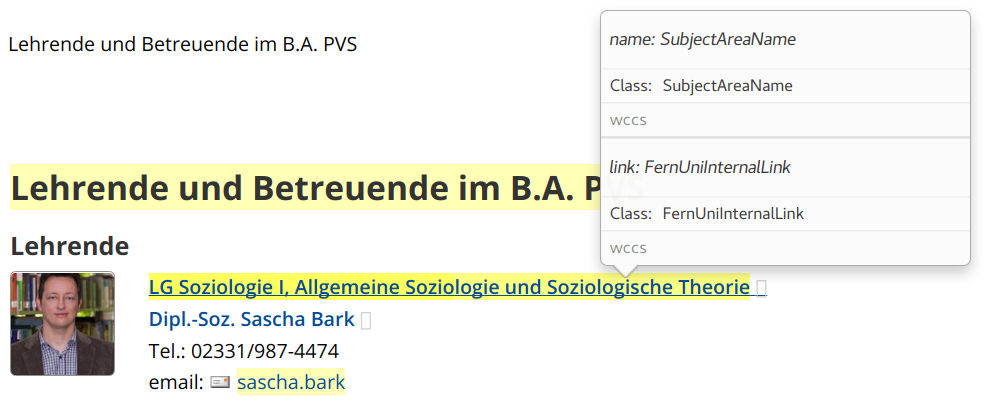 Lehrende und Betreuende im B.A. PVS
name: SubjectAreaName
Class: SubjectAreaName
wccs
link: FernUniInternalLink
Class: FernUniInternalLink
wccs
Lehrende und Betreuende im B.A. PVS
Lehrende
LG Soziologie I, Allgemeine Soziologie und Soziologische Theorie
Dipl.-Soz. Sascha Bark
Tel.: 02331/987-4474
email: sascha.bark